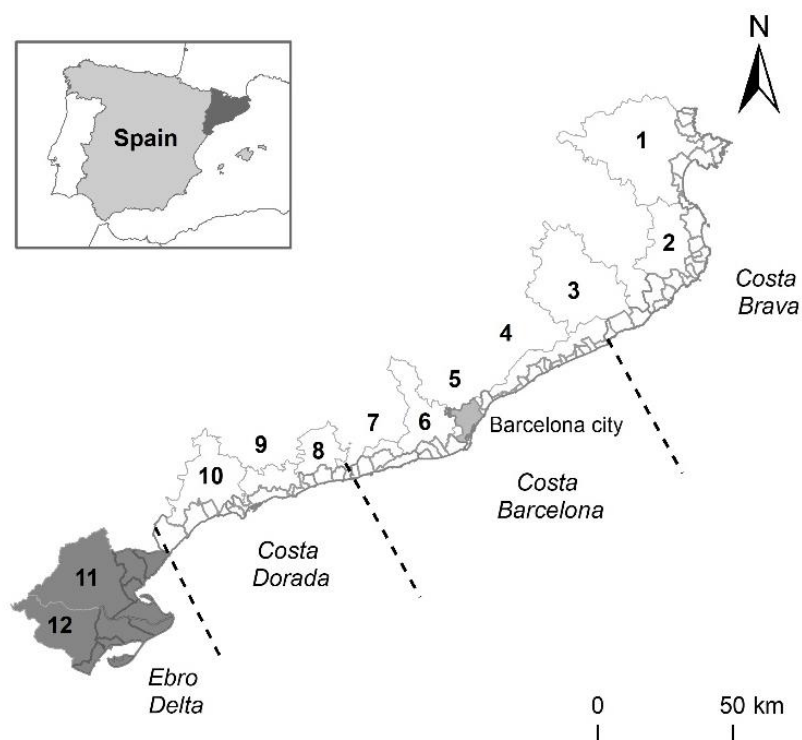 N
Spain
1
2
Costa
Brava
3
4
5
Barcelona city
6
7
8
9
10
Costa
Barcelona
Costa
Dorada
11
12
Ebro
Delta
0 50 km